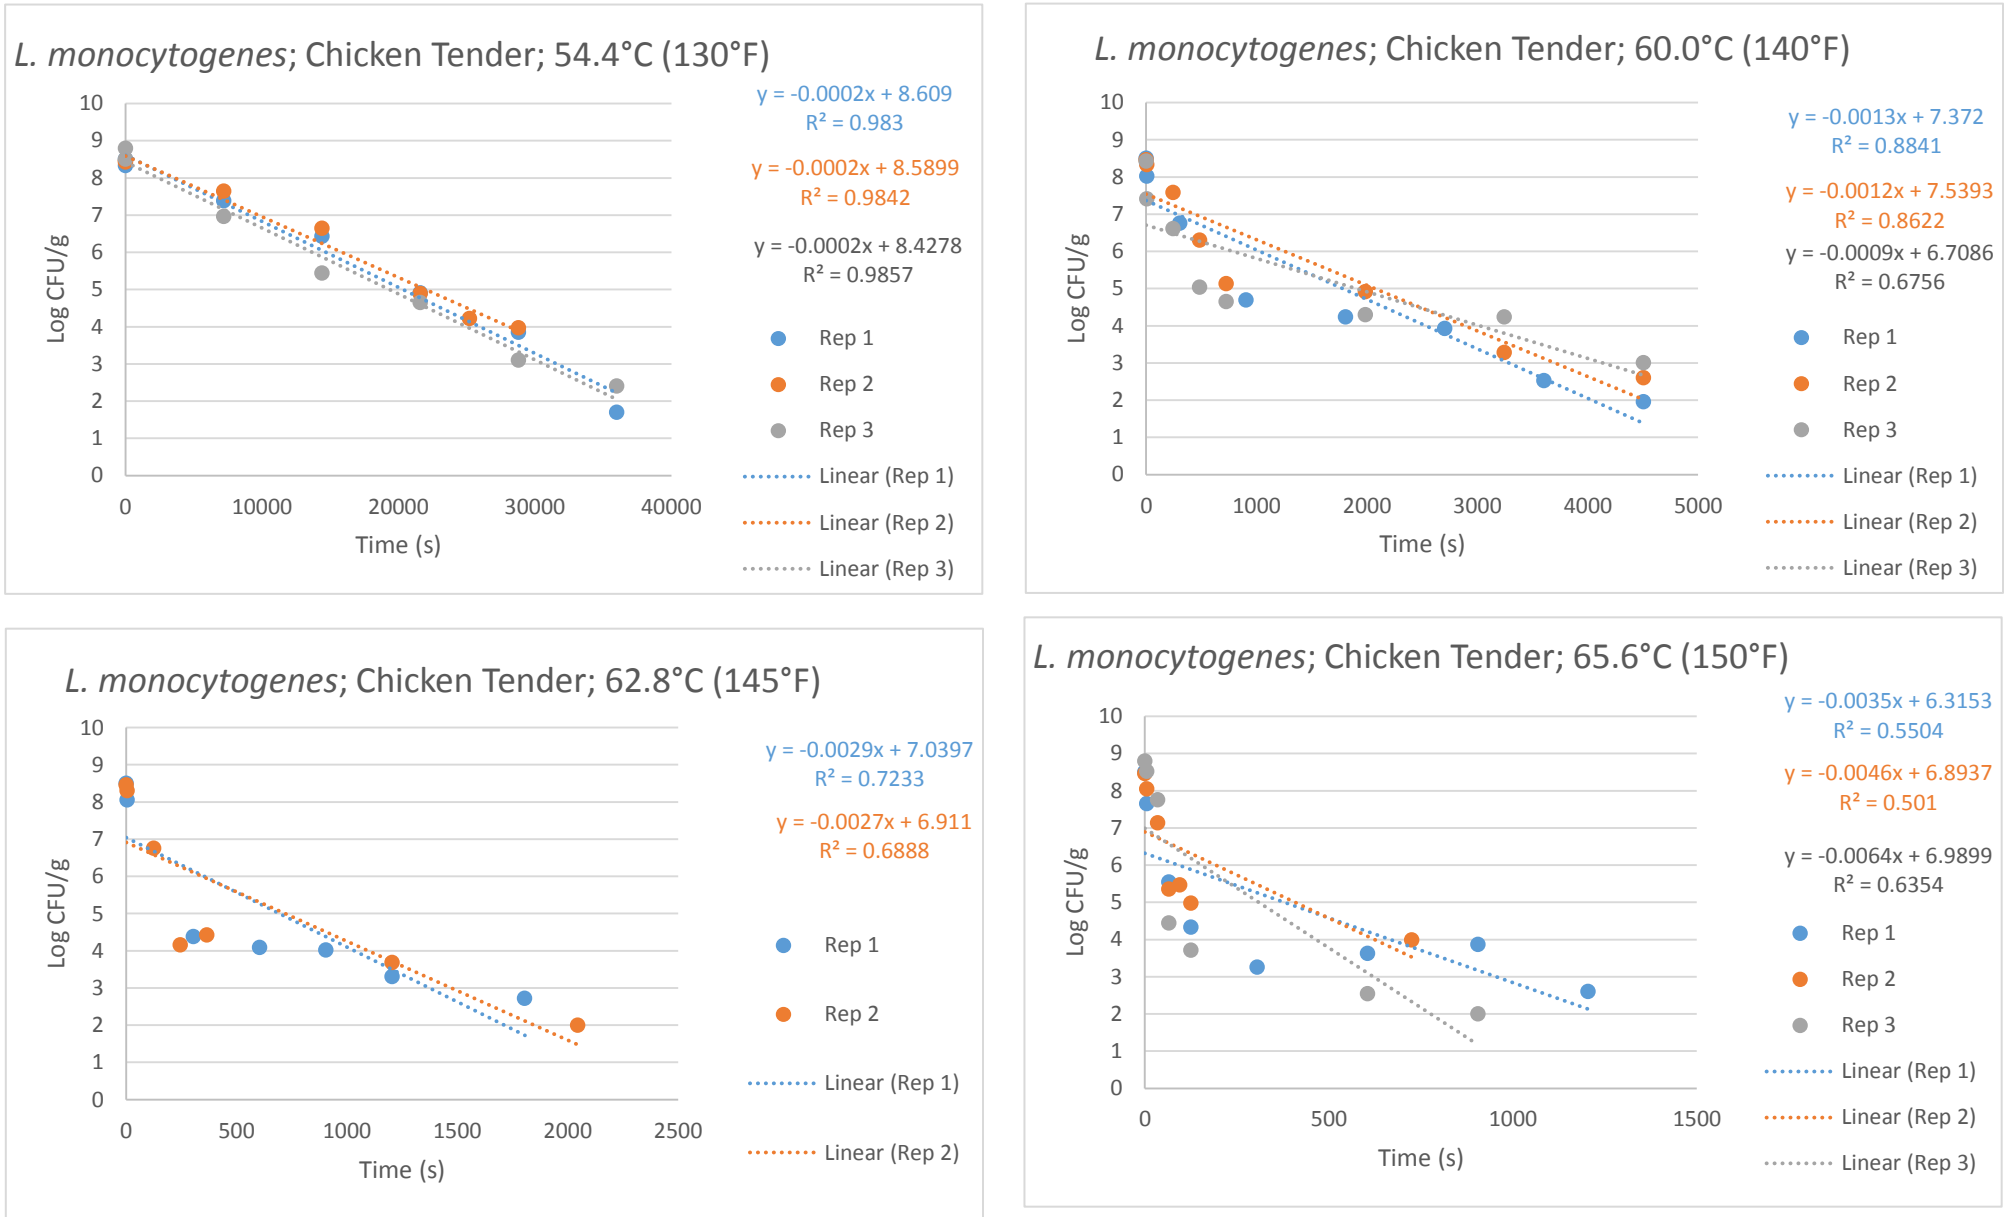 L. monocytogenes; Chicken Tender; 54.4°C (130°F)
y = -0.0002x + 8.609
R² = 0.983
y = -0.0002x + 8.5899
R² = 0.9842
y = -0.0002x + 8.4278
R² = 0.9857
10
9
8
7
6
5
4
3
2
1
0
Log CFU/g
0 10000 20000 30000 40000
Time (s)
Rep 1
Rep 2
Rep 3
Linear (Rep 1)
Linear (Rep 2)
Linear (Rep 3)
L. monocytogenes; Chicken Tender; 60.0°C (140°F)
y = -0.0013x + 7.372
R² = 0.8841
y = -0.0012x + 7.5393
R² = 0.8622
y = -0.0009x + 6.7086
R² = 0.6756
10
9
8
7
6
5
4
3
2
1
0
Log CFU/g
0 1000 2000 3000 4000 5000
Time (s)
Rep 1
Rep 2
Rep 3
Linear (Rep 1)
Linear (Rep 2)
Linear (Rep 3)
L. monocytogenes; Chicken Tender; 62.8°C (145°F)
y = -0.0029x + 7.0397
R² = 0.7233
y = -0.0027x + 6.911
R² = 0.6888
10
9
8
7
6
5
4
3
2
1
0
Log CFU/g
0 500 1000 1500 2000 2500
Time (s)
Rep 1
Rep 2
Linear (Rep 1)
Linear (Rep 2)
L. monocytogenes; Chicken Tender; 65.6°C (150°F)
y = -0.0035x + 6.3153
R² = 0.5504
y = -0.0046x + 6.8937
R² = 0.501
y = -0.0064x + 6.9899
R² = 0.6354
10
9
8
7
6
5
4
3
2
1
0
Log CFU/g
0 500 1000 1500
Time (s)
Rep 1
Rep 2
Rep 3
Linear (Rep 1)
Linear (Rep 2)
Linear (Rep 3)